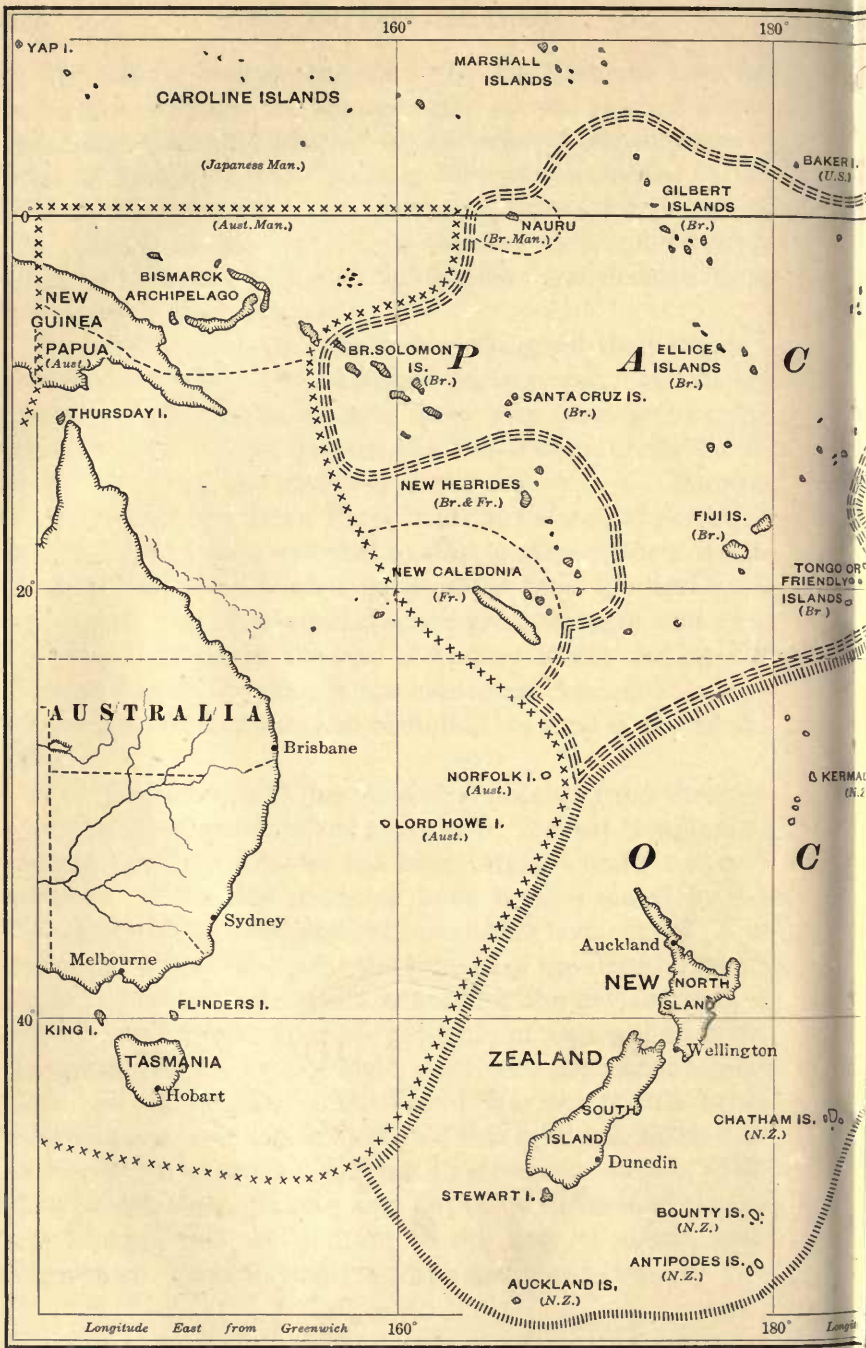 160° 180°
YAP I.
MARSHALL
ISLANDS
CAROLINE ISLANDS
(Japaness Man.)
BAKER I.
(U.S.)
GILBERT
ISLANDS
(Br.)
0°
(Aust. Man.)
NAURU
(Br. Man.)
BISMARCK
ARCHIPELAGO
NEW
GUINEA
PAPUA
(Aust.)
BR. SOLOMON
IS.
(Br.)
P A C
ELLICE
ISLANDS
(Br.)
THURSDAY I.
SANTA CRUZ IS.
(Br.)
NEW HEBRIDES
(Br. & Fr.)
FIJI IS.
(Br.)
NEW CALEDONIA
(Fr.)
TONGO OR
FRIENDLY
ISLANDS
(Br)
20°
AUSTRALIA
Brisbane
NORFOLK I.
(Aust.)
KERMA
(N.Z
LORD HOWE I.
(Aust.)
O C
Sydney
Auckland
Melbourne
NEW
NORTH
ISLAND
FLINDERS I.
40°
KING I.
TASMANIA
Hobart
ZEALAND
Wellington
SOUTH
ISLAND
CHATHAM IS.
(N.Z.)
Dunedin
STEWART I.
BOUNTY IS.
(N.Z.)
ANTIPODES IS.
(N.Z.)
AUCKLAND IS.
(N.Z.)
Longitude East from Greenwich
160° 180°
Longit